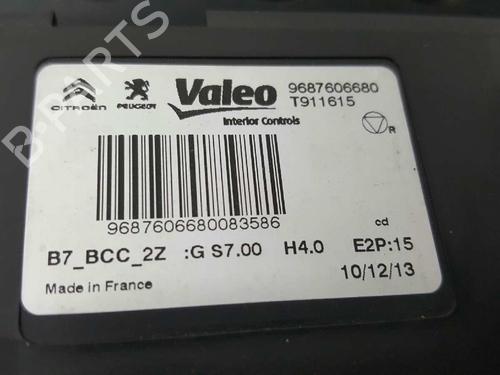 B-PARTS
CITROËN PEUGEOT Valeo 9687606680
T911615
Interior Controls
R
9687606680083586
cd
B7_BCC_2Z :G S7.00 H4.0 E2P:15
Made in France 10/12/13